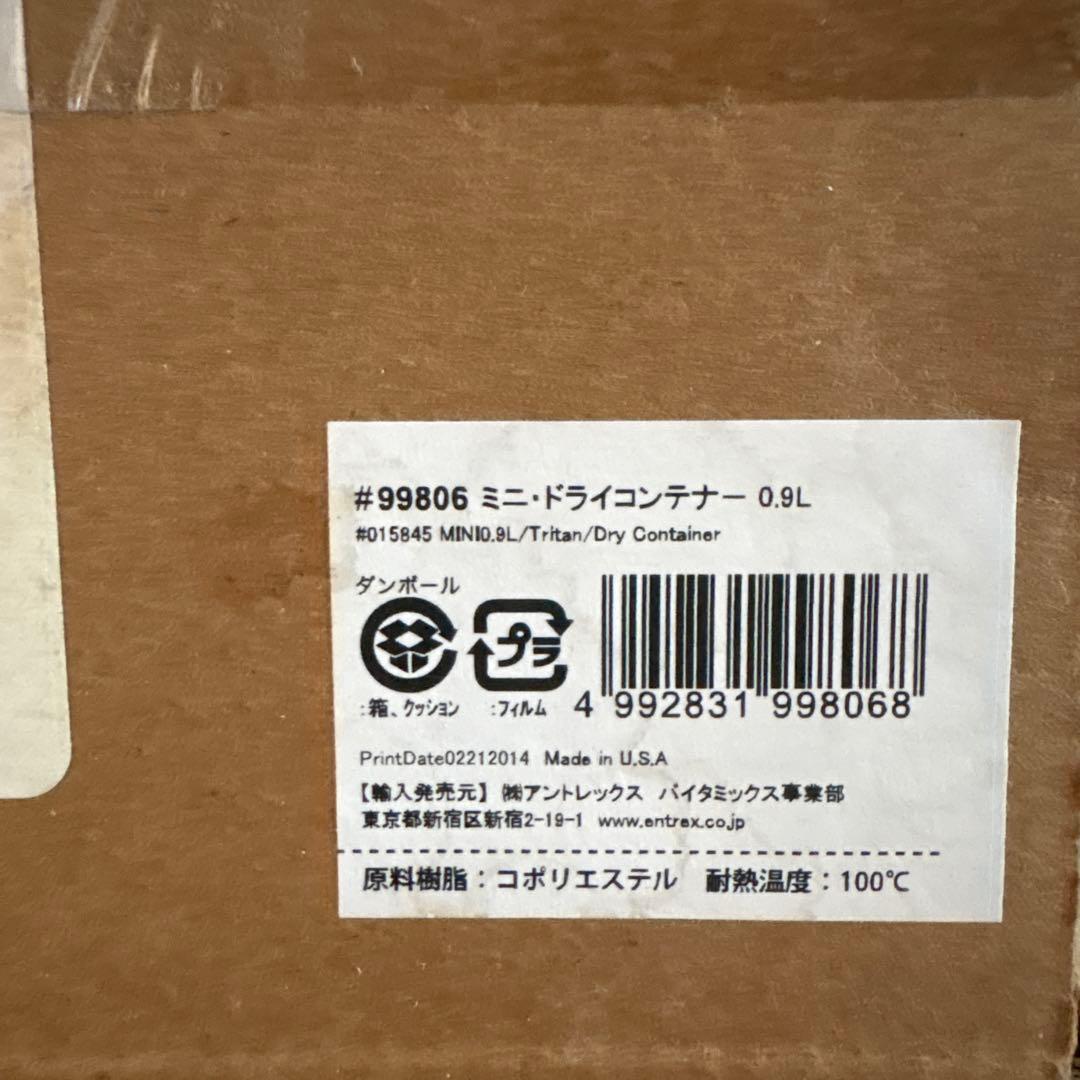 #99806 ミニ・ドライコンテナー 0.9L
#015845 MINI0.9L/Tritan/Dry Container
ダンボール
プラ
:箱、クッション :フィルム
4 992831 998068
PrintDate02212014 Made in U.S.A
【輸入発売元】㈱アントレックス バイタミックス事業部
東京都新宿区新宿2-19-1 www.entrex.co.jp
原料樹脂：コポリエステル 耐熱温度：100℃